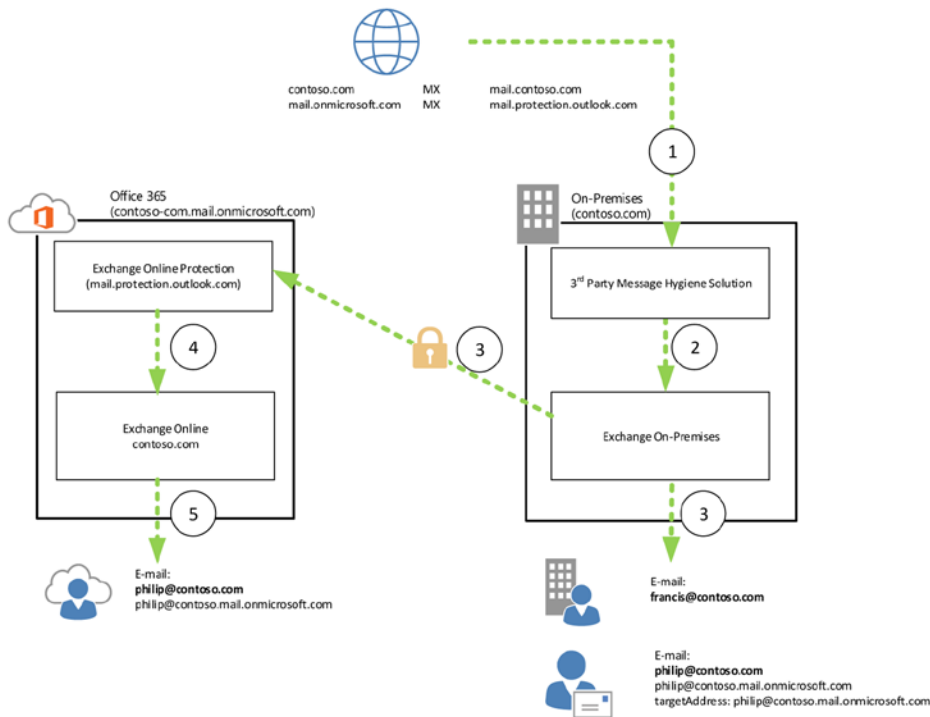 contoso.com MX mail.contoso.com
mail.onmicrosoft.com MX mail.protection.outlook.com
1
Office 365
(contoso-com.mail.onmicrosoft.com)
On-Premises
(contoso.com)
Exchange Online Protection
(mail.protection.outlook.com)
3rd Party Message Hygiene Solution
4
3
2
Exchange Online
contoso.com
Exchange On-Premises
5
3
E-mail:
philip@contoso.com
philip@contoso.mail.onmicrosoft.com
E-mail:
francis@contoso.com
E-mail:
philip@contoso.com
philip@contoso.mail.onmicrosoft.com
targetAddress: philip@contoso.mail.onmicrosoft.com